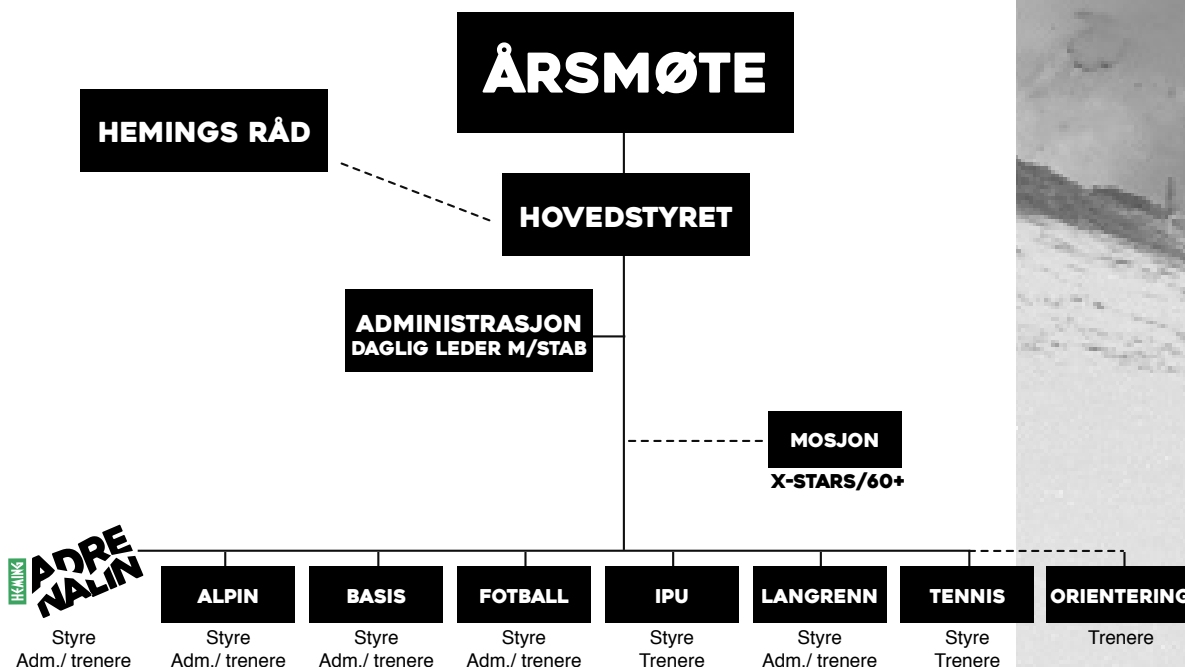 ÅRSMØTE
HEMINGS RÅD
HOVEDSTYRET
ADMINISTRASJON
DAGLIG LEDER M/STAB
MOSJON
X-STARS/60+
HEMING
ADRE
NALIN
Styre
Adm./ trenere
ALPIN
Styre
Adm./ trenere
BASIS
Styre
Adm./ trenere
FOTBALL
Styre
Adm./ trenere
IPU
Styre
Trenere
LANGRENN
Styre
Adm./ trenere
TENNIS
Styre
Trenere
ORIENTERING
Trenere